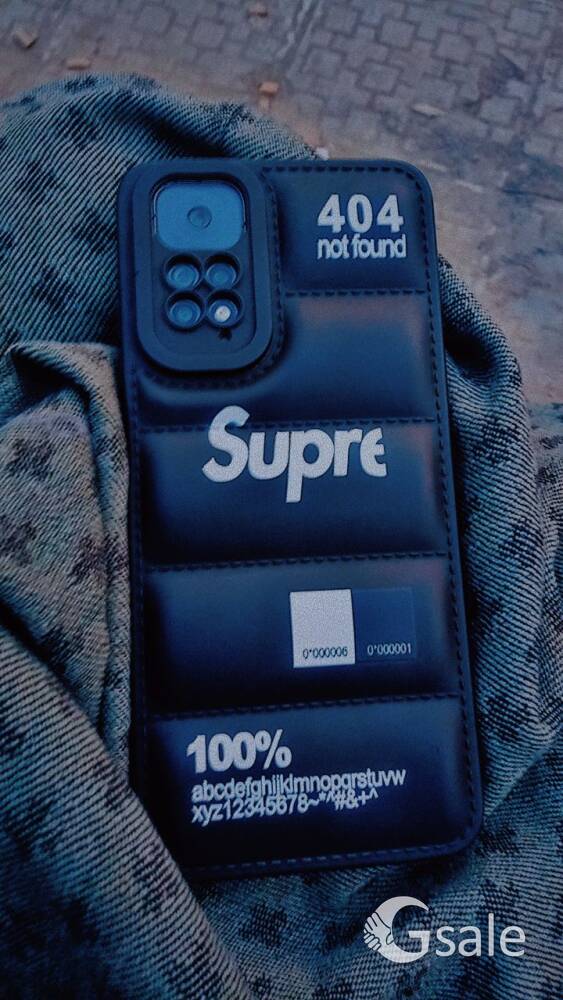 404
not found
Supre
0*000006 0*000001
100%
abcdefghijklmnopqrstuvw
xyz12345678~*^#&+^
Gsale